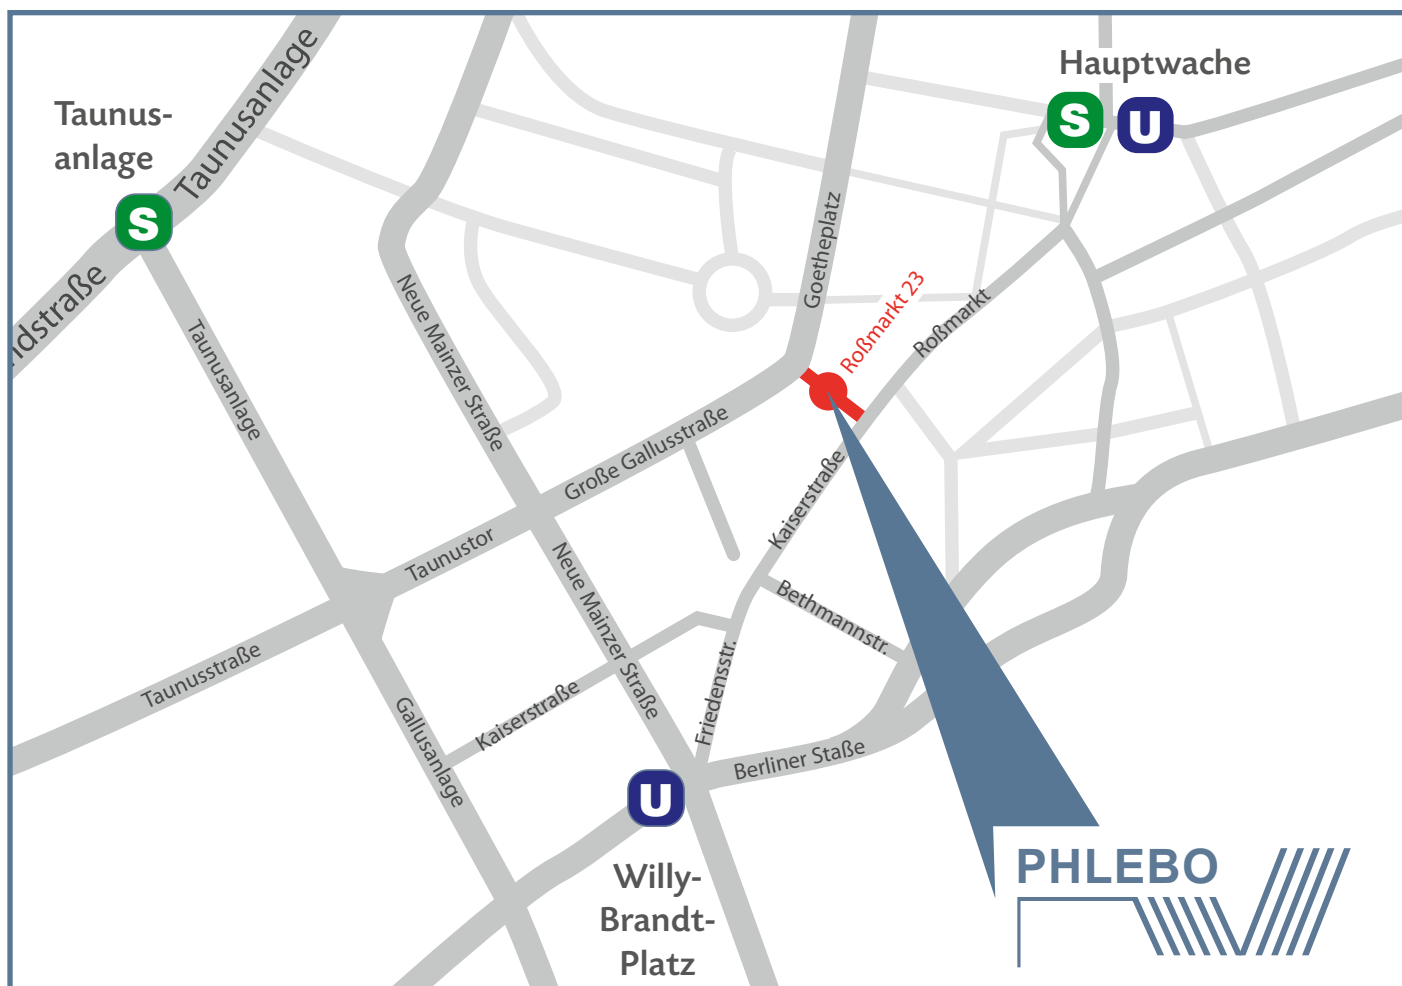 Hauptwache
S
U
Taunus-
anlage
S
Taunusanlage
ndstraße
Taunusanlage
Neue Mainzer Straße
Goetheplatz
Roßmarkt 23
Roßmarkt
Große Gallusstraße
Kaiserstraße
Taunustor
Neue Mainzer Straße
Bethmannstr.
Taunusstraße
Kaiserstraße
Friedensstr.
Gallusanlage
Berliner Staße
U
Willy-
Brandt-
Platz
PHLEBO